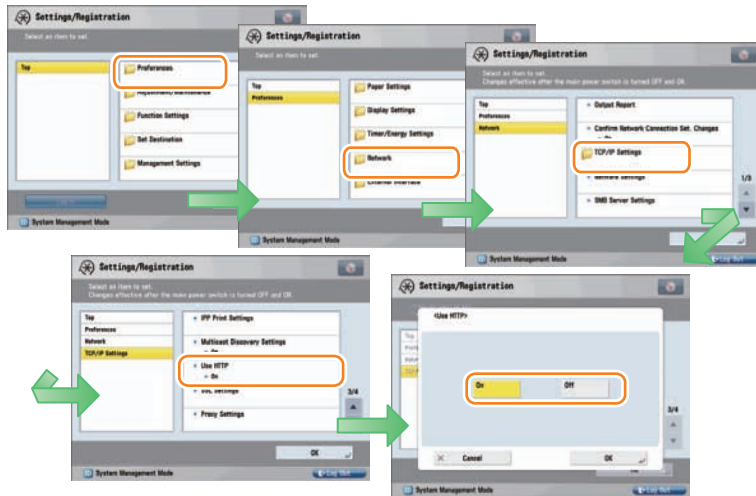 Settings/Registration
Select an item to set.
Top
Preferences
Adjustment/Maintenance
Function Settings
Set Destination
Management Settings
Log In
System Management Mode
Settings/Registration
Select an item to set.
Top
Preferences
Paper Settings
Display Settings
Timer/Energy Settings
Network
External Interface
System Management Mode
Settings/Registration
Select an item to set.
Changes effective after the main power switch is turned OFF and ON.
Top
Preferences
Network
Output Report
Confirm Network Connection Set. Changes
On
TCP/IP Settings
NetWare Settings
SMB Server Settings
1/3
System Management Mode
Log Out
Settings/Registration
Select an item to set.
Changes effective after the main power switch is turned OFF and ON.
Top
Preferences
Network
TCP/IP Settings
IPP Print Settings
Multicast Discovery Settings
On
Use HTTP
On
SSL Settings
Proxy Settings
3/4
OK
System Management Mode
Log Out
Settings/Registration
<Use HTTP>
Top
On
Off
3/4
Cancel
OK
System Management Mode
Log Out